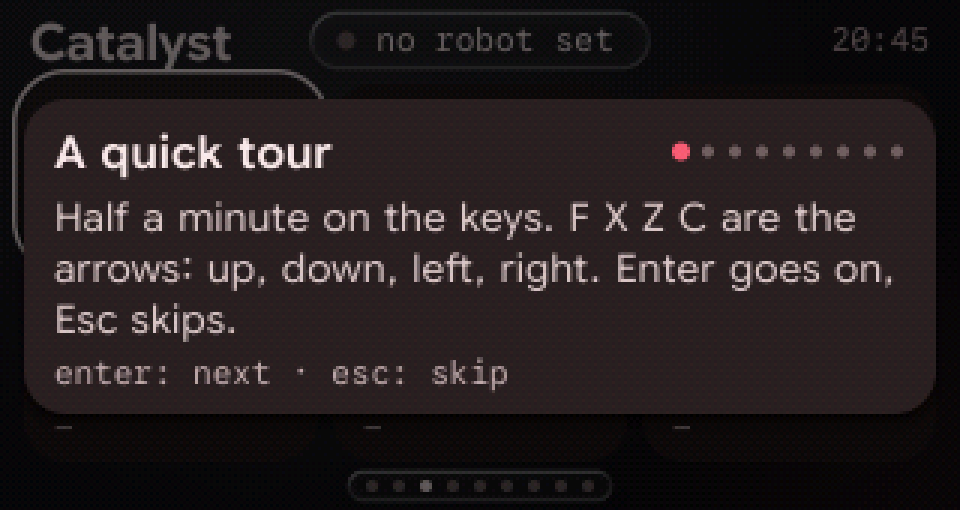 Catalyst
no robot set
20:45
A quick tour
Half a minute on the keys. F X Z C are the
arrows: up, down, left, right. Enter goes on,
Esc skips.
enter: next · esc: skip
– – –